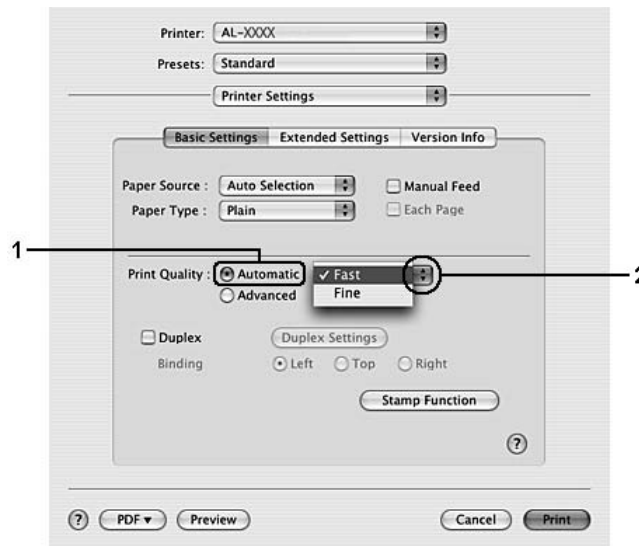 Printer: AL-XXXX
Presets: Standard
Printer Settings
Basic Settings Extended Settings Version Info
Paper Source : Auto Selection Manual Feed
Paper Type : Plain Each Page
1
Print Quality : Automatic ✓ Fast 2
Advanced Fine
Duplex Duplex Settings
Binding Left Top Right
Stamp Function
?
? PDF ▼ Preview Cancel Print